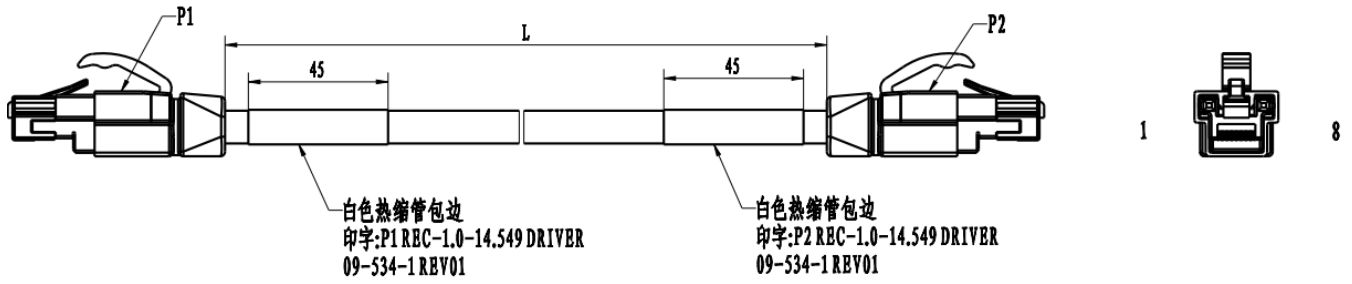 P1
L
P2
45
45
1
8
白色热缩管包边
印字:P1 REC-1.0-14.549 DRIVER
09-534-1 REV01
白色热缩管包边
印字:P2 REC-1.0-14.549 DRIVER
09-534-1 REV01